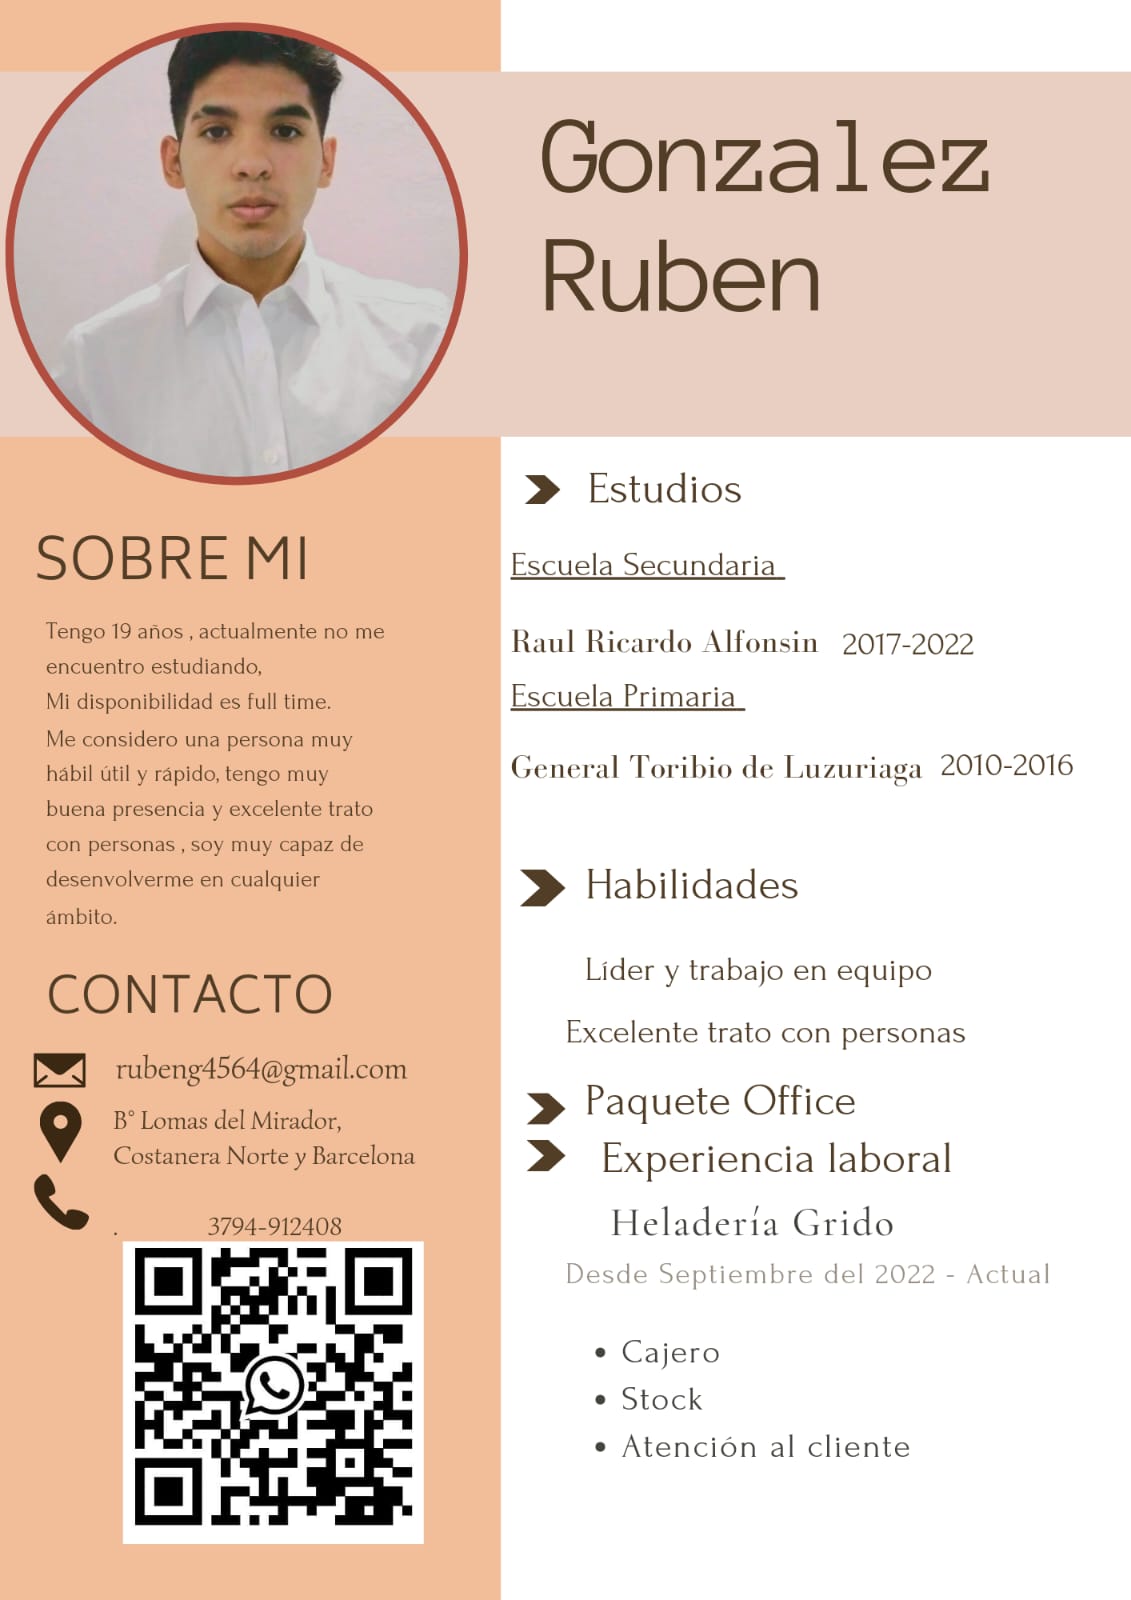 Gonzalez
Ruben
SOBRE MI
Tengo 19 años , actualmente no me
encuentro estudiando,
Mi disponibilidad es full time.
Me considero una persona muy
hábil útil y rápido, tengo muy
buena presencia y excelente trato
con personas , soy muy capaz de
desenvolverme en cualquier
ámbito.
CONTACTO
rubeng4564@gmail.com
B° Lomas del Mirador,
Costanera Norte y Barcelona
. 3794-912408
Estudios
Escuela Secundaria
Raul Ricardo Alfonsin 2017-2022
Escuela Primaria
General Toribio de Luzuriaga 2010-2016
Habilidades
Líder y trabajo en equipo
Excelente trato con personas
Paquete Office
Experiencia laboral
Heladería Grido
Desde Septiembre del 2022 - Actual
• Cajero
• Stock
• Atención al cliente